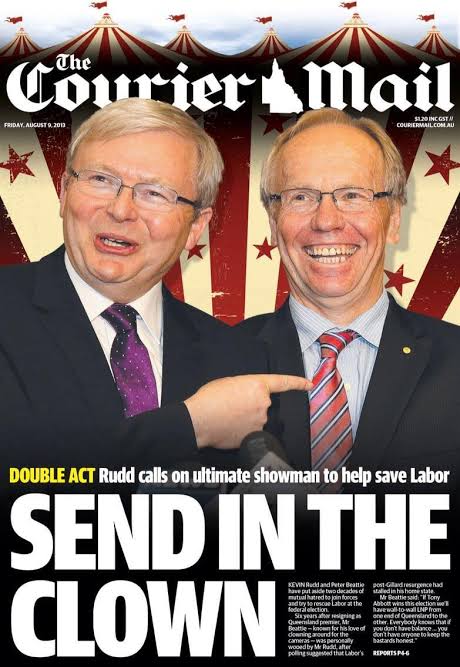 The
Courier Mail
FRIDAY, AUGUST 9, 2013
$1.20 INC GST //
COURIERMAIL.COM.AU
DOUBLE ACT Rudd calls on ultimate showman to help save Labor
SEND IN THE
CLOWN
KEVIN Rudd and Peter Beattie
have put aside two decades of
mutual hatred to join forces
and try to rescue Labor at the
federal election.
Six years after resigning as
Queensland premier, Mr
Beattie – known for his love of
clowning around for the
cameras – was personally
wooed by Mr Rudd, after
polling suggested that Labor's
post-Gillard resurgence had
stalled in his home state.
Mr Beattie said: "If Tony
Abbott wins this election we'll
have wall-to-wall LNP from
one end of Queensland to the
other. Everybody knows that if
you don't have balance ... you
don't have anyone to keep the
bastards honest."
REPORTS P4-6